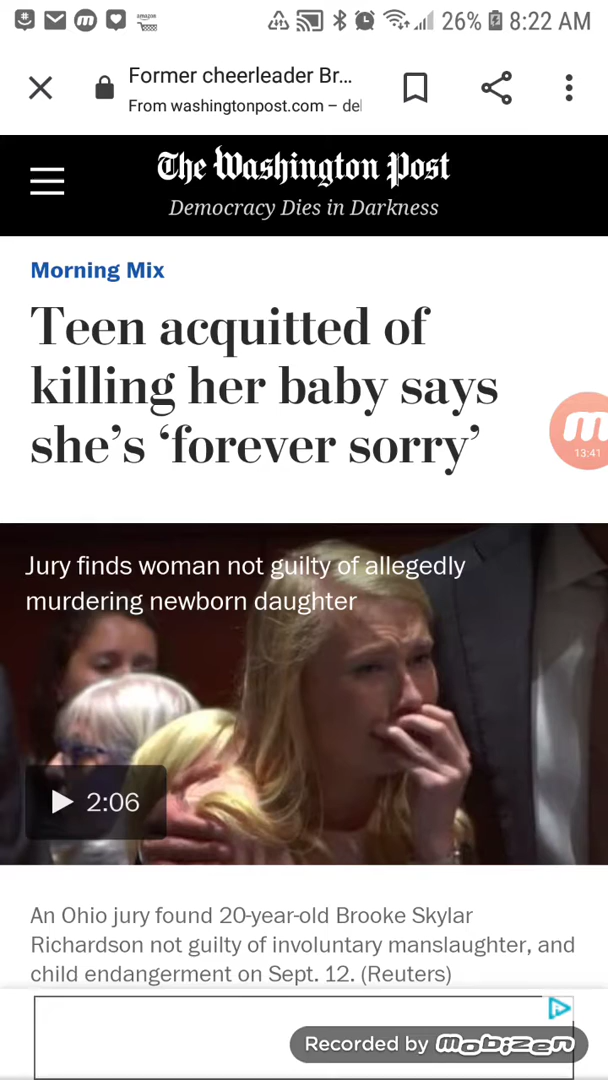 26% 8:22 AM
Former cheerleader Br...
From washingtonpost.com – de
The Washington Post
Democracy Dies in Darkness
Morning Mix
Teen acquitted of
killing her baby says
she’s ‘forever sorry’
13:41
Jury finds woman not guilty of allegedly
murdering newborn daughter
2:06
An Ohio jury found 20-year-old Brooke Skylar
Richardson not guilty of involuntary manslaughter, and
child endangerment on Sept. 12. (Reuters)
Recorded by mobizen